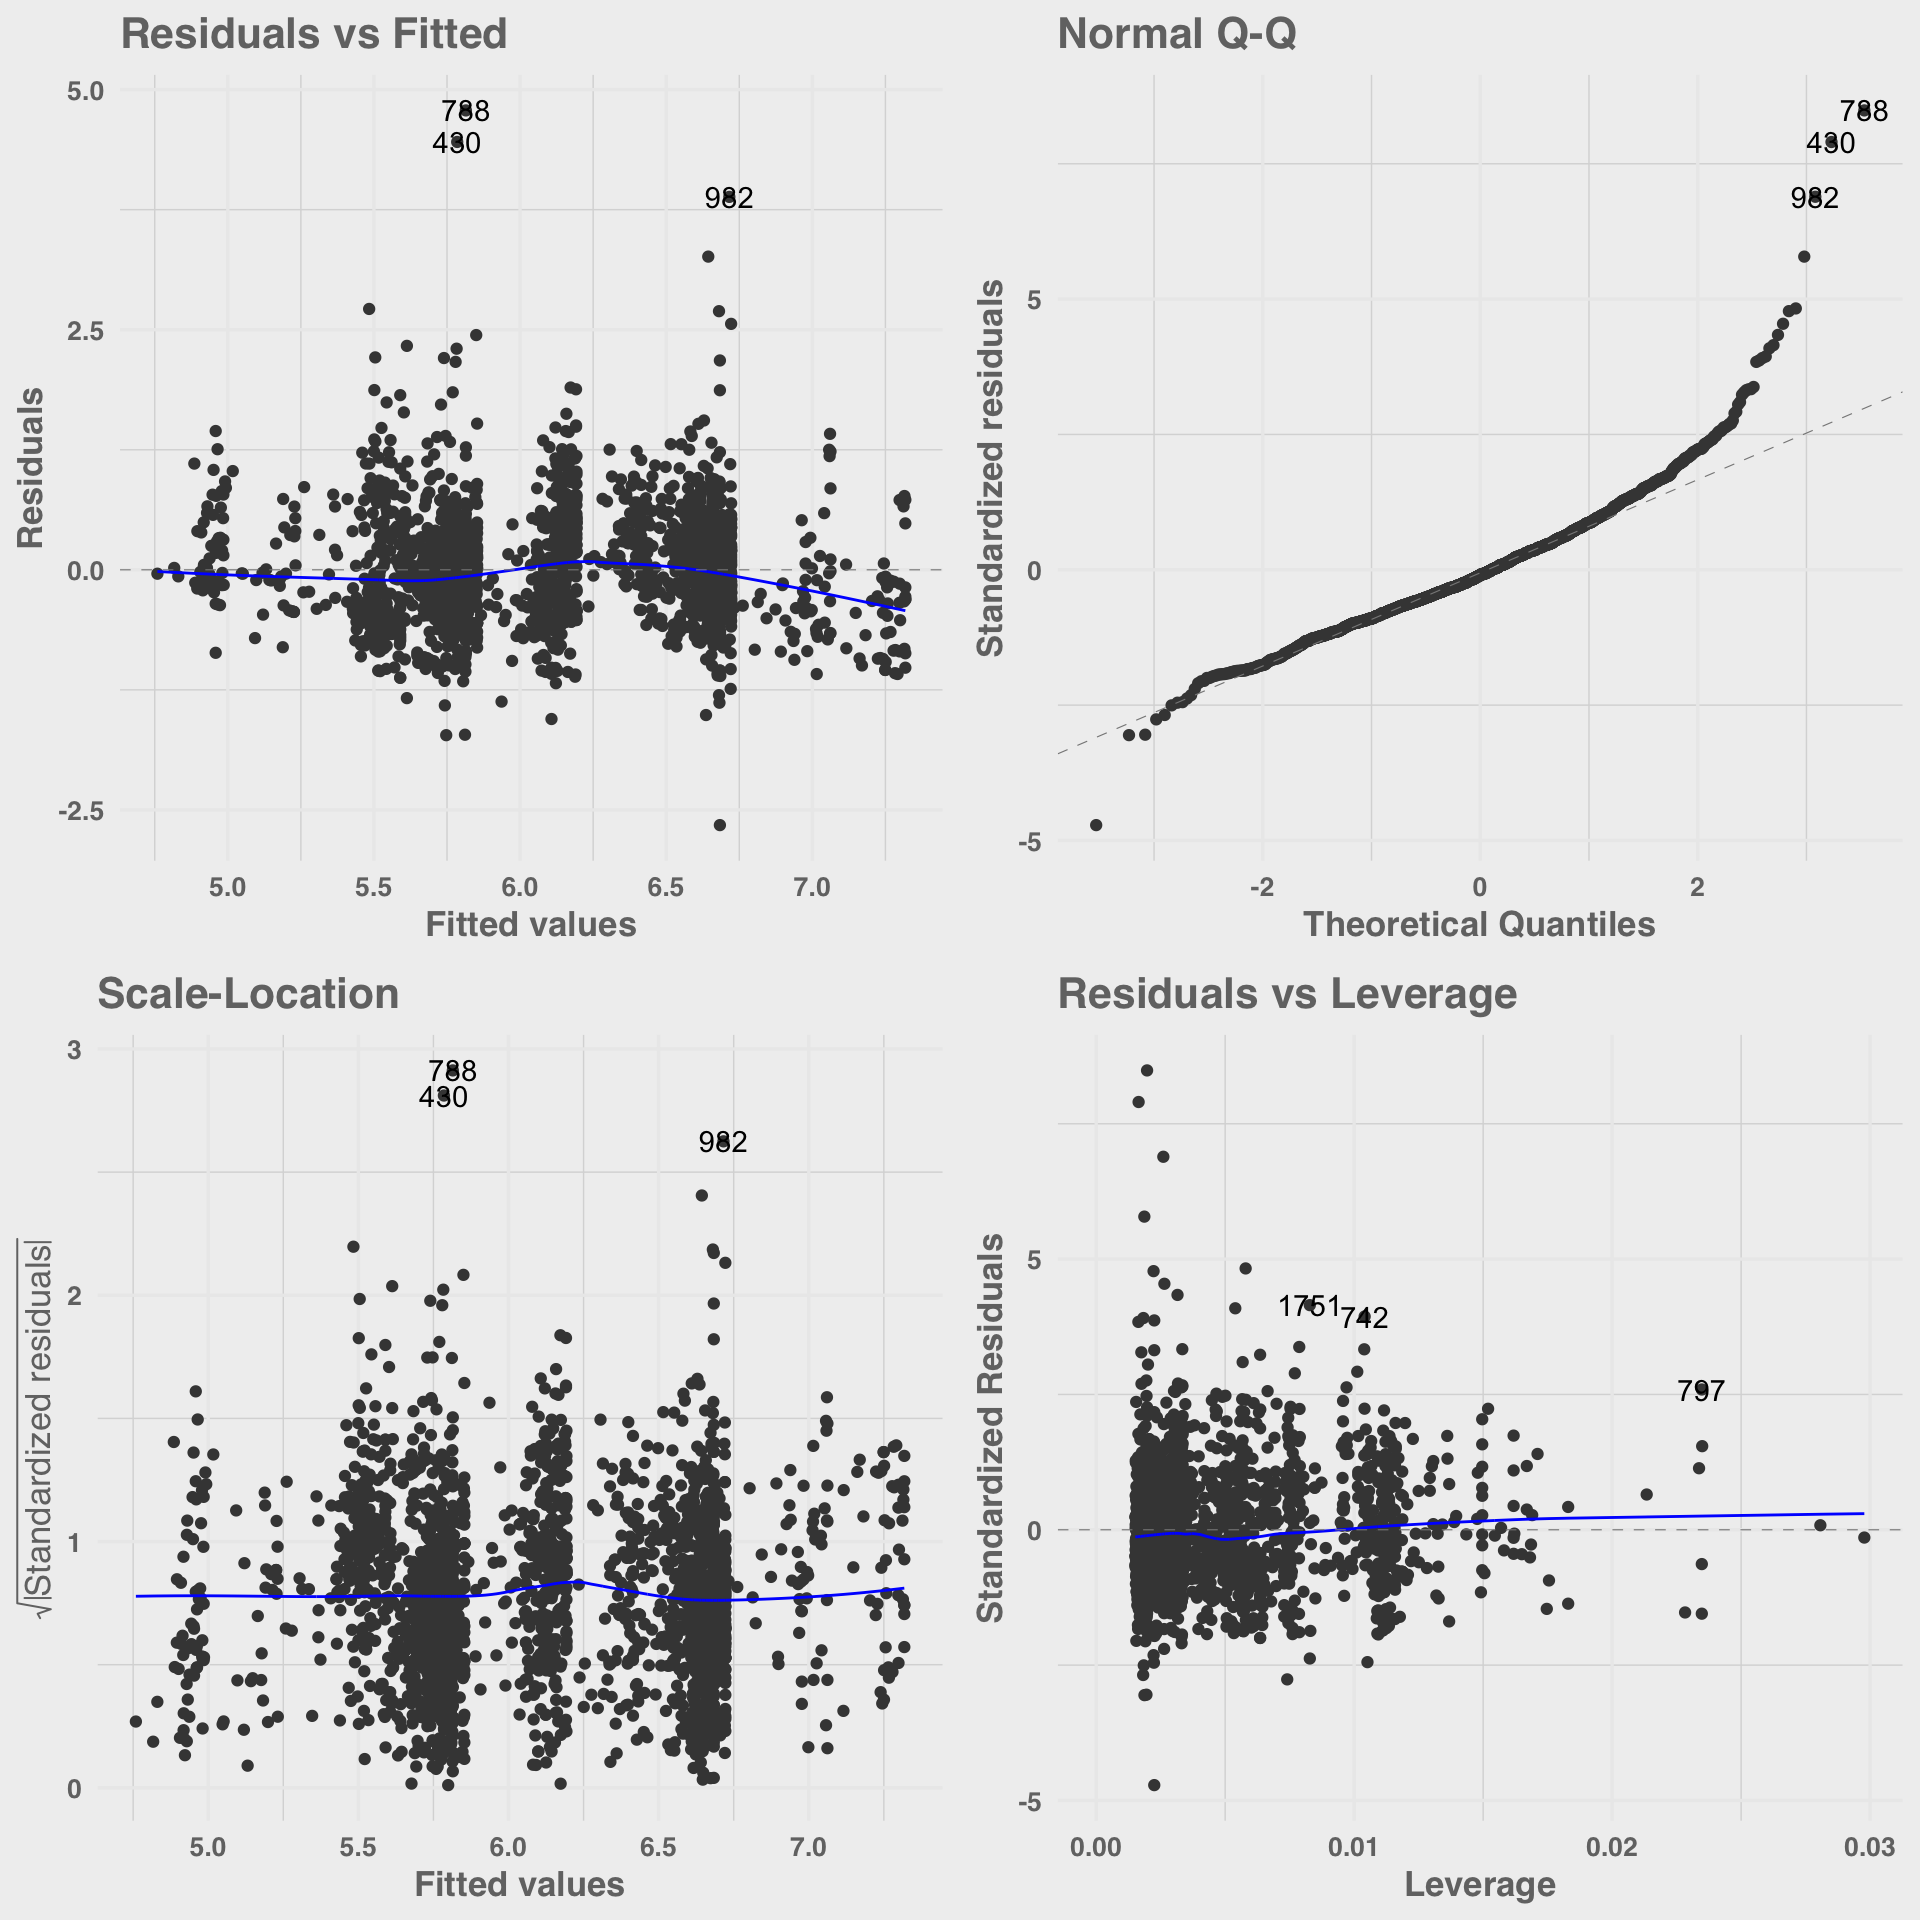 Residuals vs Fitted
5.0
2.5
0.0
-2.5
Residuals
788
430
982
5.0 5.5 6.0 6.5 7.0
Fitted values
Normal Q-Q
5
0
-5
Standardized residuals
788
430
982
-2 0 2
Theoretical Quantiles
Scale-Location
3
2
1
0
√|Standardized residuals|
788
430
982
5.0 5.5 6.0 6.5 7.0
Fitted values
Residuals vs Leverage
5
0
-5
Standardized Residuals
1751
742
797
0.00 0.01 0.02 0.03
Leverage